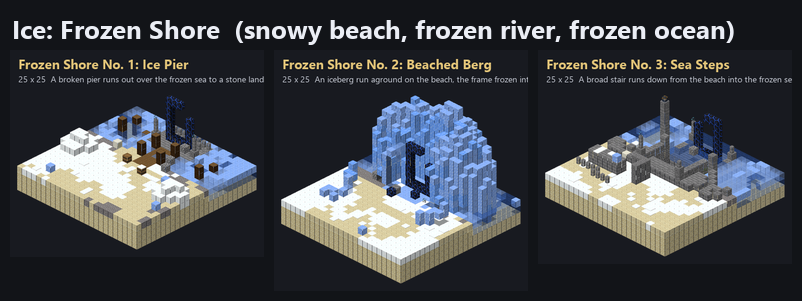 Ice: Frozen Shore (snowy beach, frozen river, frozen ocean)
Frozen Shore No. 1: Ice Pier
25 x 25 A broken pier runs out over the frozen sea to a stone land
Frozen Shore No. 2: Beached Berg
25 x 25 An iceberg run aground on the beach, the frame frozen int
Frozen Shore No. 3: Sea Steps
25 x 25 A broad stair runs down from the beach into the frozen se